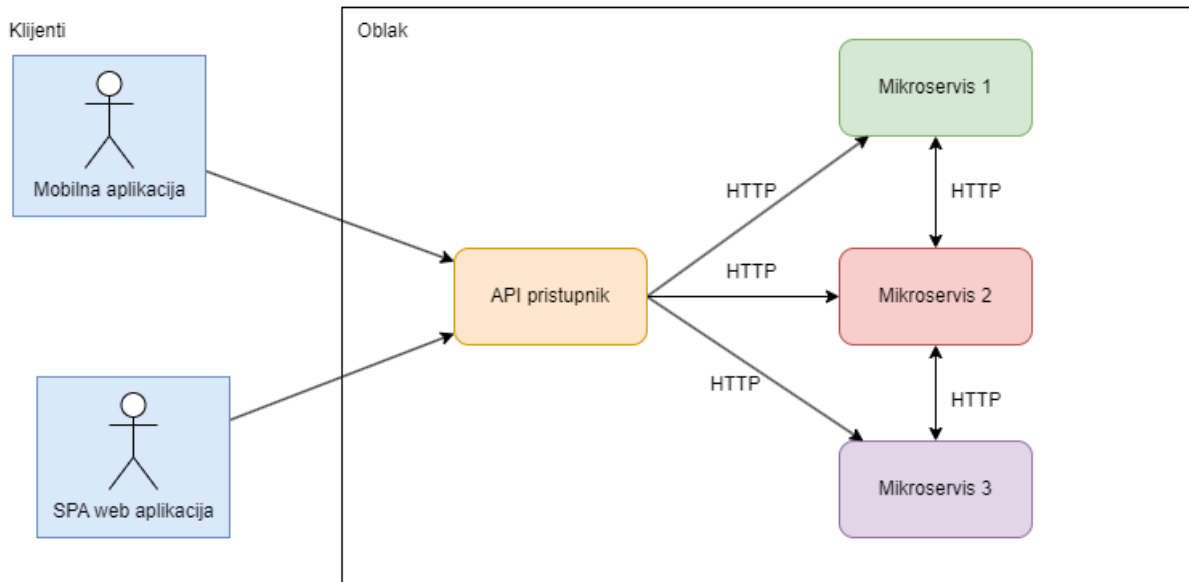 Klijenti
Oblak
Mobilna aplikacija
SPA web aplikacija
API pristupnik
HTTP
HTTP
HTTP
Mikroservis 1
HTTP
Mikroservis 2
HTTP
Mikroservis 3